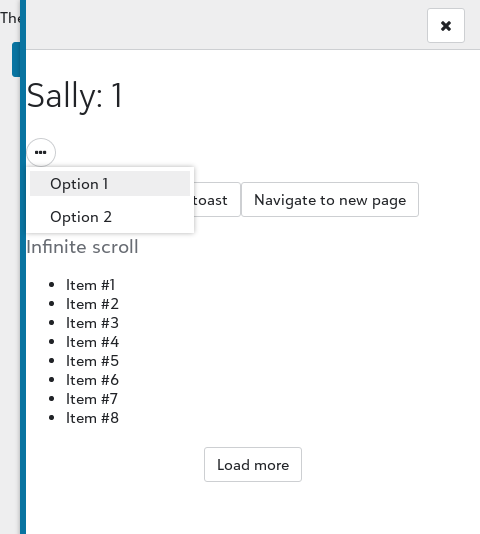 The
Sally: 1
Option 1
toast
Navigate to new page
Option 2
Infinite scroll
Item #1
Item #2
Item #3
Item #4
Item #5
Item #6
Item #7
Item #8
Load more